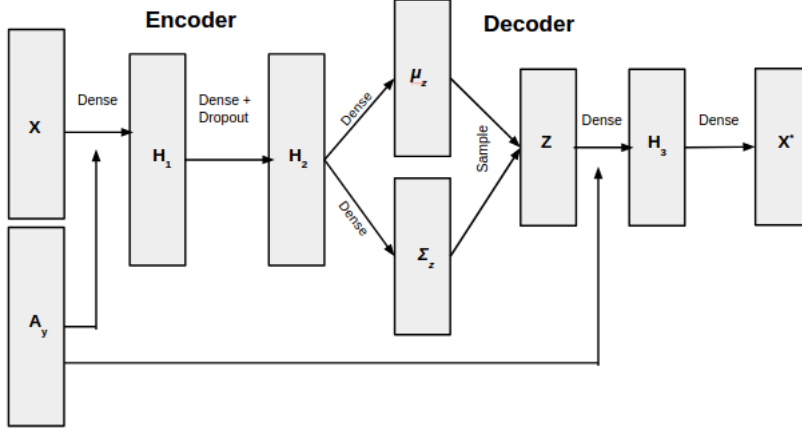 Encoder
Decoder
X
Dense
H1
Dense +
Dropout
H2
Dense
μz
Dense
Σz
Sample
Z
Dense
H3
Dense
X*
Ay